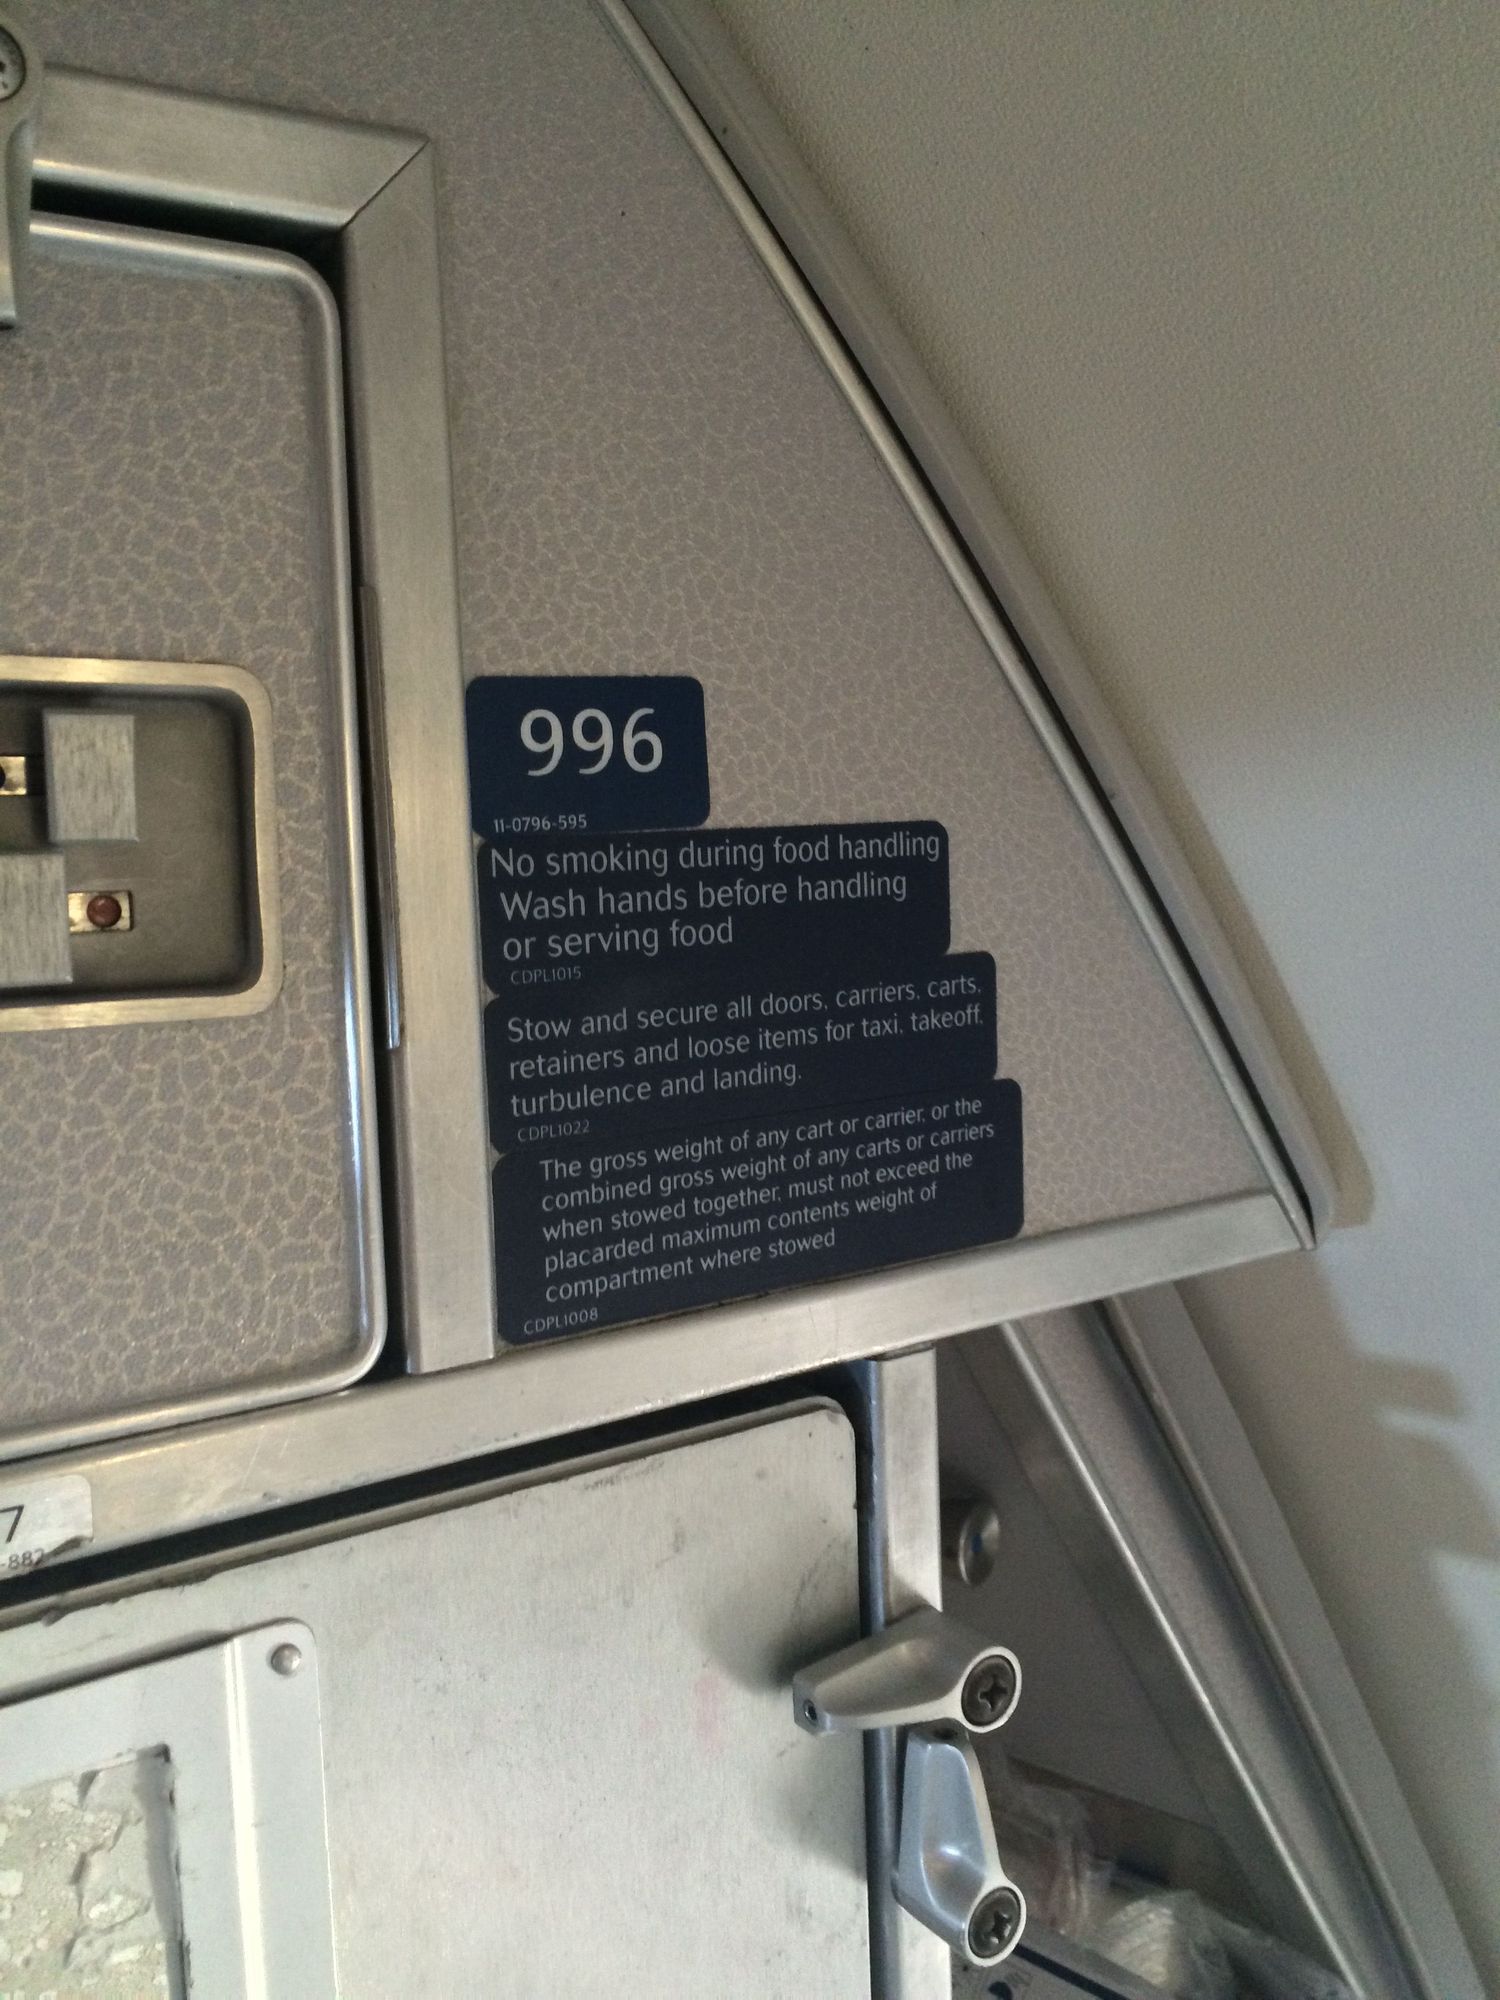 996
11-0796-595
No smoking during food handling
Wash hands before handling
or serving food
CDPL1015
Stow and secure all doors, carriers, carts,
retainers and loose items for taxi, takeoff,
turbulence and landing.
CDPL1022
The gross weight of any cart or carrier, or the
combined gross weight of any carts or carriers
when stowed together, must not exceed the
placarded maximum contents weight of
compartment where stowed
CDPL1008
7
-882